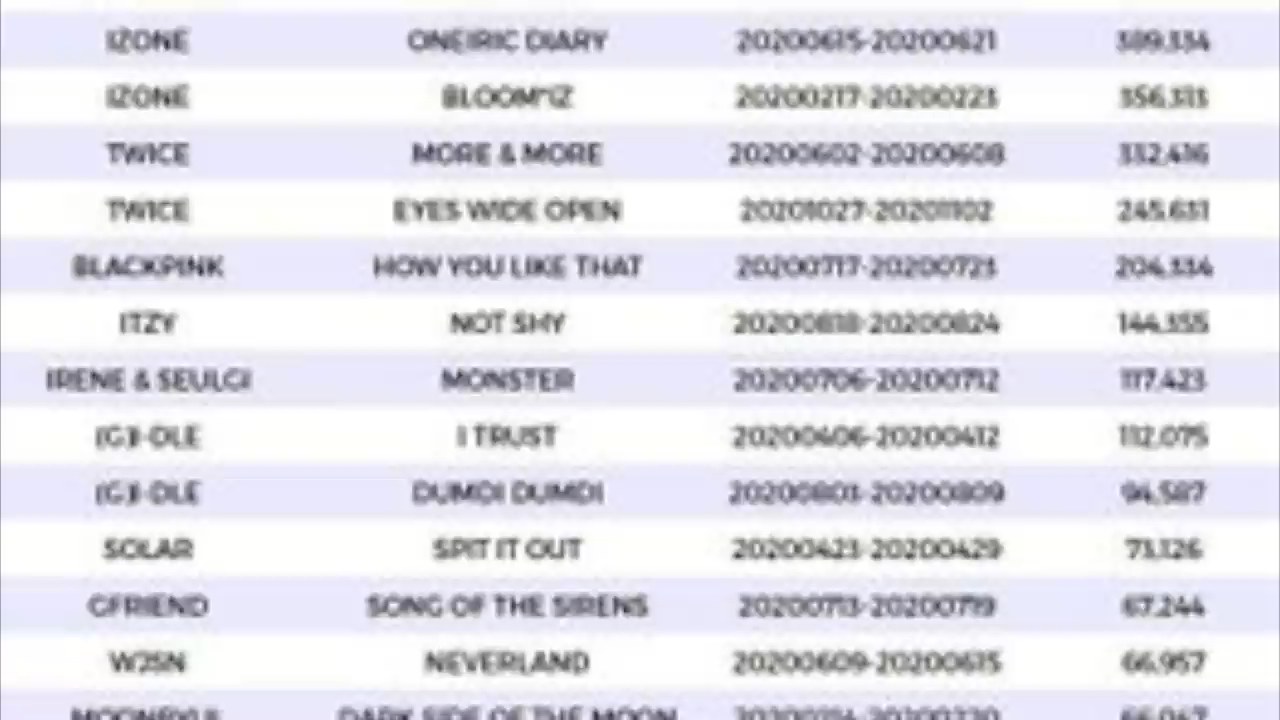 IZONE ONEIRIC DIARY 20200615-20200621 389,334
IZONE BLOOM*IZ 20200217-20200223 356,313
TWICE MORE & MORE 20200602-20200608 332,416
TWICE EYES WIDE OPEN 20201027-20201102 245,631
BLACKPINK HOW YOU LIKE THAT 20200717-20200723 204,334
ITZY NOT SHY 20200818-20200824 144,355
IRENE & SEULGI MONSTER 20200706-20200712 117,423
(G)I-DLE I TRUST 20200406-20200412 112,075
(G)I-DLE DUMDI DUMDI 20200803-20200809 94,587
SOLAR SPIT IT OUT 20200423-20200429 73,126
GFRIEND SONG OF THE SIRENS 20200713-20200719 67,244
WJSN NEVERLAND 20200609-20200615 66,957
MOONBYUL DARK SIDE OF THE MOON